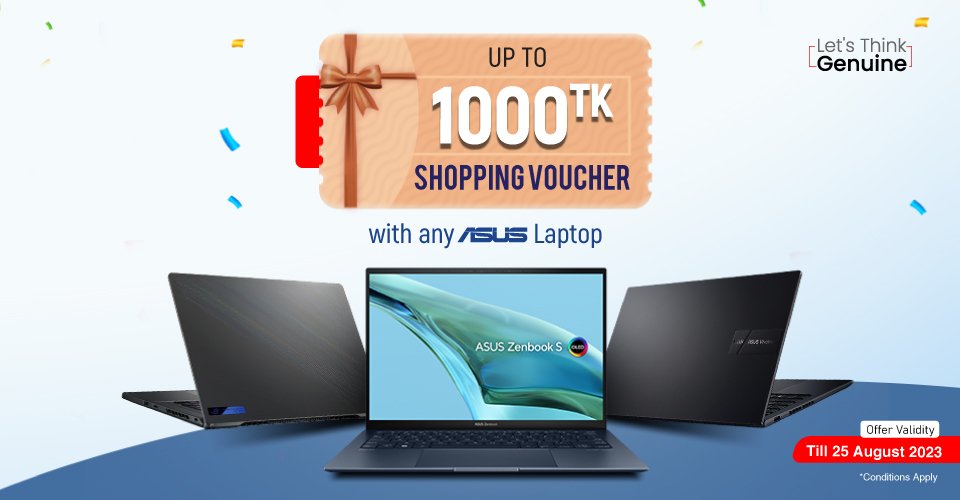 UP TO
1000TK
SHOPPING VOUCHER
with any ASUS Laptop
Let's Think
Genuine
ASUS Zenbook S OLED
ASUS Zenbook
Offer Validity
Till 25 August 2023
*Conditions Apply